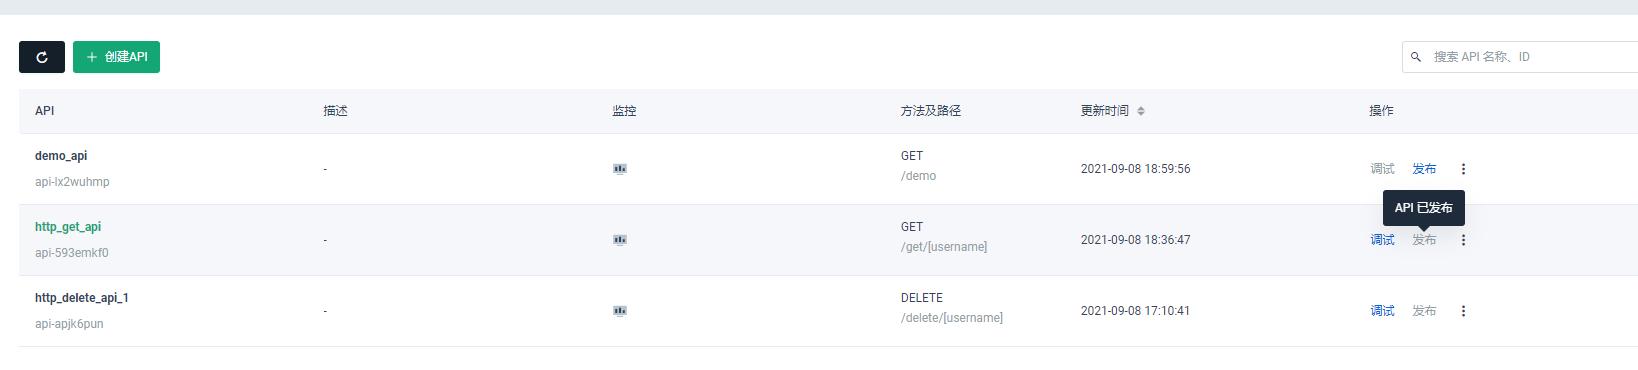 创建API
搜索 API 名称、ID
API 描述 监控 方法及路径 更新时间 操作
demo_api
api-lx2wuhmp
-
GET
/demo
2021-09-08 18:59:56
调试 发布
API 已发布
http_get_api
api-593emkf0
-
GET
/get/[username]
2021-09-08 18:36:47
调试 发布
http_delete_api_1
api-apjk6pun
-
DELETE
/delete/[username]
2021-09-08 17:10:41
调试 发布